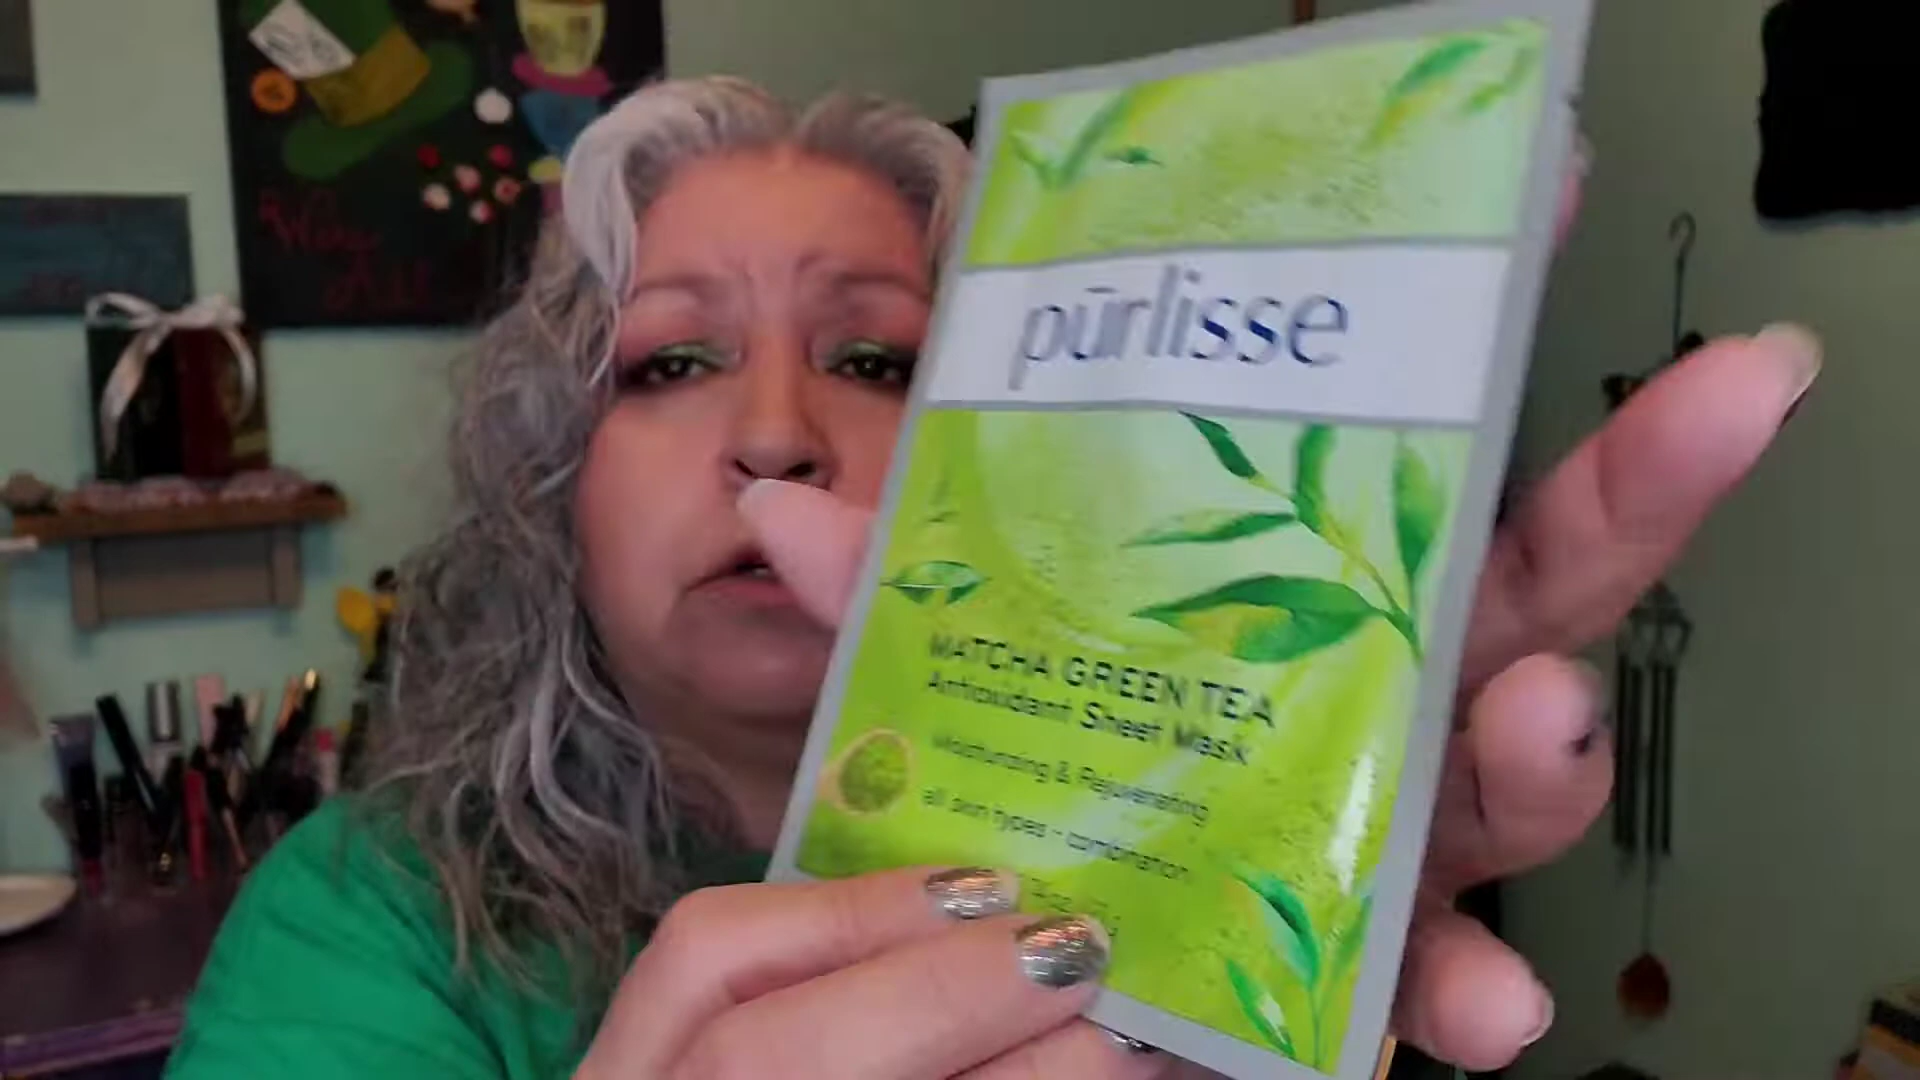 pūrlisse
MATCHA GREEN TEA
Antioxidant Sheet Mask
Moisturizing & Rejuvenating
all skin types - combination